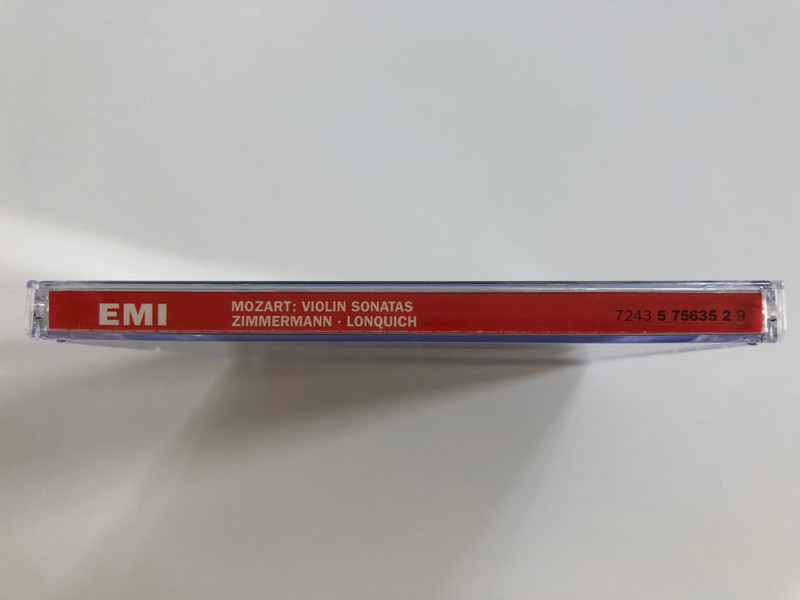 EMI
MOZART: VIOLIN SONATAS
ZIMMERMANN · LONQUICH
7243 5 75635 2 9